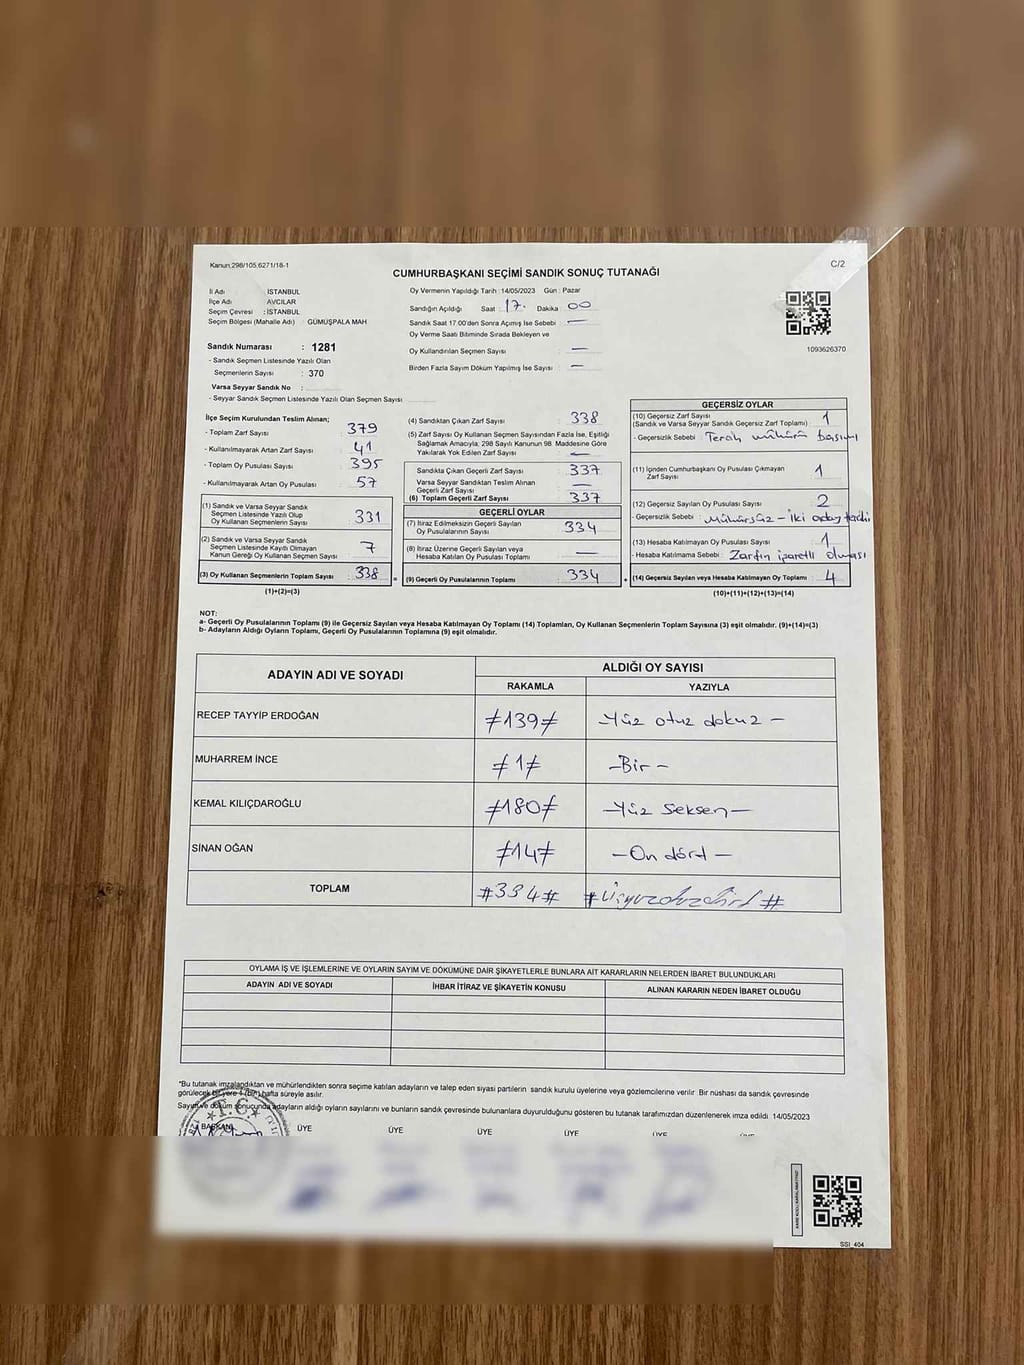 Kanun;298/105,6271/18-1
C/2
CUMHURBAŞKANI SEÇİMİ SANDIK SONUÇ TUTANAĞI
İl Adı : İSTANBUL
İlçe Adı : AVCILAR
Seçim Çevresi : İSTANBUL
Seçim Bölgesi (Mahalle Adı) : GÜMÜŞPALA MAH
Sandık Numarası : 1281
- Sandık Seçmen Listesinde Yazılı Olan
Seçmenlerin Sayısı : 370
Varsa Seyyar Sandık No :
- Seyyar Sandık Seçmen Listesinde Yazılı Olan Seçmen Sayısı
Oy Vermenin Yapıldığı Tarih :14/05/2023 Gün : Pazar
Sandığın Açıldığı Saat 17. Dakika 00
Sandık Saat 17:00'den Sonra Açımış İse Sebebi —
Oy Verme Saati Bitiminde Sırada Bekleyen ve
Oy Kullandırılan Seçmen Sayısı —
Birden Fazla Sayım Döküm Yapılmış İse Sayısı —
1093626370
İlçe Seçim Kurulundan Teslim Alınan;
- Toplam Zarf Sayısı 379
- Kullanılmayarak Artan Zarf Sayısı 41
- Toplam Oy Pusulası Sayısı 395
- Kullanılmayarak Artan Oy Pusulası 57
(1) Sandık ve Varsa Seyyar Sandık
Seçmen Listesinde Yazılı Olup
Oy Kullanan Seçmenlerin Sayısı 331
(2) Sandık ve Varsa Seyyar Sandık
Seçmen Listesinde Kayıtlı Olmayan
Kanun Gereği Oy Kullanan Seçmen Sayısı 7
(3) Oy Kullanan Seçmenlerin Toplam Sayısı 338
(1)+(2)=(3)
(4) Sandıktan Çıkan Zarf Sayısı 338
(5) Zarf Sayısı Oy Kullanan Seçmen Sayısından Fazla İse, Eşitliği
Sağlamak Amacıyla; 298 Sayılı Kanunun 98. Maddesine Göre
Yakılarak Yok Edilen Zarf Sayısı —
Sandıkta Çıkan Geçerli Zarf Sayısı 337
Varsa Seyyar Sandıktan Teslim Alınan
Geçerli Zarf Sayısı —
(6) Toplam Geçerli Zarf Sayısı 337
GEÇERLİ OYLAR
(7) İtiraz Edilmeksizin Geçerli Sayılan
Oy Pusulalarının Sayısı 334
(8) İtiraz Üzerine Geçerli Sayılan veya
Hesaba Katılan Oy Pusulası Toplamı —
= (9) Geçerli Oy Pusulalarının Toplamı 334
GEÇERSİZ OYLAR
(10) Geçersiz Zarf Sayısı 1
(Sandık ve Varsa Seyyar Sandık Geçersiz Zarf Toplamı)
- Geçersizlik Sebebi Tercih mühürü basımı
(11) İçinden Cumhurbaşkanı Oy Pusulası Çıkmayan
Zarf Sayısı 1
(12) Geçersiz Sayılan Oy Pusulası Sayısı 2
- Geçersizlik Sebebi Mühürsüz - iki aday tercihi
(13) Hesaba Katılmayan Oy Pusulası Sayısı 1
- Hesaba Katılmama Sebebi Zarfın işaretli olması
+ (14) Geçersiz Sayılan veya Hesaba Katılmayan Oy Toplamı 4
(10)+(11)+(12)+(13)=(14)
NOT:
a- Geçerli Oy Pusulalarının Toplamı (9) ile Geçersiz Sayılan veya Hesaba Katılmayan Oy Toplamı (14) Toplamları, Oy Kullanan Seçmenlerin Toplam Sayısına (3) eşit olmalıdır. (9)+(14)=(3)
b- Adayların Aldığı Oyların Toplamı, Geçerli Oy Pusulalarının Toplamına (9) eşit olmalıdır.
ADAYIN ADI VE SOYADI
ALDIĞI OY SAYISI
RAKAMLA YAZIYLA
RECEP TAYYİP ERDOĞAN ≠139≠ -Yüz otuz dokuz-
MUHARREM İNCE ≠1≠ -Bir-
KEMAL KILIÇDAROĞLU ≠180≠ -Yüz Seksen-
SİNAN OĞAN ≠14≠ -On dört-
TOPLAM #334# #Üçyüzotuzdört#
OYLAMA İŞ VE İŞLEMLERİNE VE OYLARIN SAYIM VE DÖKÜMÜNE DAİR ŞİKAYETLERLE BUNLARA AİT KARARLARIN NELERDEN İBARET BULUNDUKLARI
ADAYIN ADI VE SOYADI İHBAR İTİRAZ VE ŞİKAYETİN KONUSU ALINAN KARARIN NEDEN İBARET OLDUĞU
"Bu tutanak imzalandıktan ve mühürlendikten sonra seçime katılan adayların ve talep eden siyasi partilerin sandık kurulu üyelerine veya gözlemcilerine verilir Bir nüshası da sandık çevresinde
görülecek bir yere 1 (bir) hafta süreyle asılır.
Sayım ve döküm sonucunda adayların aldığı oyların sayılarını ve bunların sandık çevresinde bulunanlara duyurulduğunu gösteren bu tutanak tarafımızdan düzenlenerek imza edildi 14/05/2023
BAŞKAN ÜYE ÜYE ÜYE ÜYE ÜYE
T.C.
SSI_404